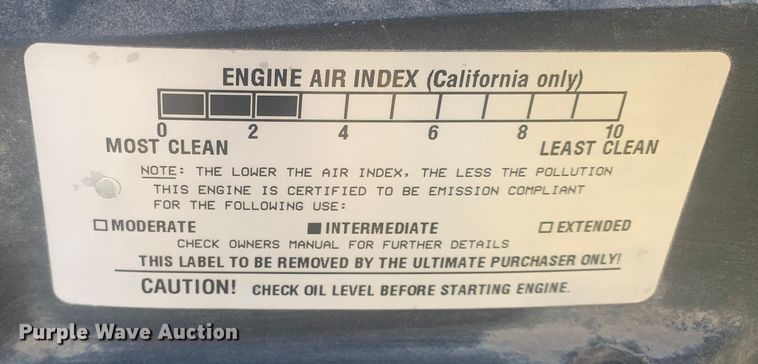 ENGINE AIR INDEX (California only)
0 2 4 6 8 10
MOST CLEAN LEAST CLEAN
NOTE: THE LOWER THE AIR INDEX, THE LESS THE POLLUTION
THIS ENGINE IS CERTIFIED TO BE EMISSION COMPLIANT
FOR THE FOLLOWING USE:
☐ MODERATE ■ INTERMEDIATE ☐ EXTENDED
CHECK OWNERS MANUAL FOR FURTHER DETAILS
THIS LABEL TO BE REMOVED BY THE ULTIMATE PURCHASER ONLY!
CAUTION! CHECK OIL LEVEL BEFORE STARTING ENGINE.
Purple Wave Auction